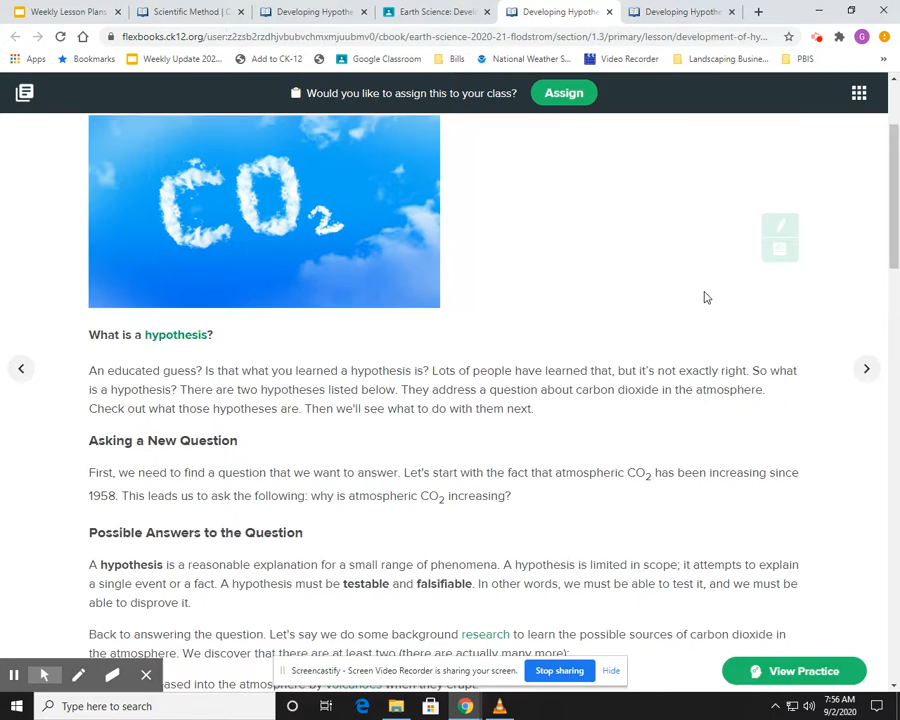 Weekly Lesson Plans
Scientific Method | C
Developing Hypothe
Earth Science: Devel
Developing Hypothe
Developing Hypothe
flexbooks.ck12.org/user:z2zsb2rzdhjvbubvchmxmjuubmv0/cbook/earth-science-2020-21-flodstrom/section/1.3/primary/lesson/development-of-hy...
G
Apps
Bookmarks
Weekly Update 202...
Add to CK-12
Google Classroom
Bills
National Weather S...
Video Recorder
Landscaping Busine...
PBIS
»
Would you like to assign this to your class?
Assign
CO2
What is a hypothesis?
An educated guess? Is that what you learned a hypothesis is? Lots of people have learned that, but it's not exactly right. So what
is a hypothesis? There are two hypotheses listed below. They address a question about carbon dioxide in the atmosphere.
Check out what those hypotheses are. Then we'll see what to do with them next.
Asking a New Question
First, we need to find a question that we want to answer. Let's start with the fact that atmospheric CO2 has been increasing since
1958. This leads us to ask the following: why is atmospheric CO2 increasing?
Possible Answers to the Question
A hypothesis is a reasonable explanation for a small range of phenomena. A hypothesis is limited in scope; it attempts to explain
a single event or a fact. A hypothesis must be testable and falsifiable. In other words, we must be able to test it, and we must be
able to disprove it.
Back to answering the question. Let's say we do some background research to learn the possible sources of carbon dioxide in
the atmosphere. We discover that there are at least two (there are actually many more):
ased into the atmosphere by volcanoes when they erupt.
Screencastify - Screen Video Recorder is sharing your screen.
Stop sharing
Hide
View Practice
Type here to search
7:56 AM
9/2/2020